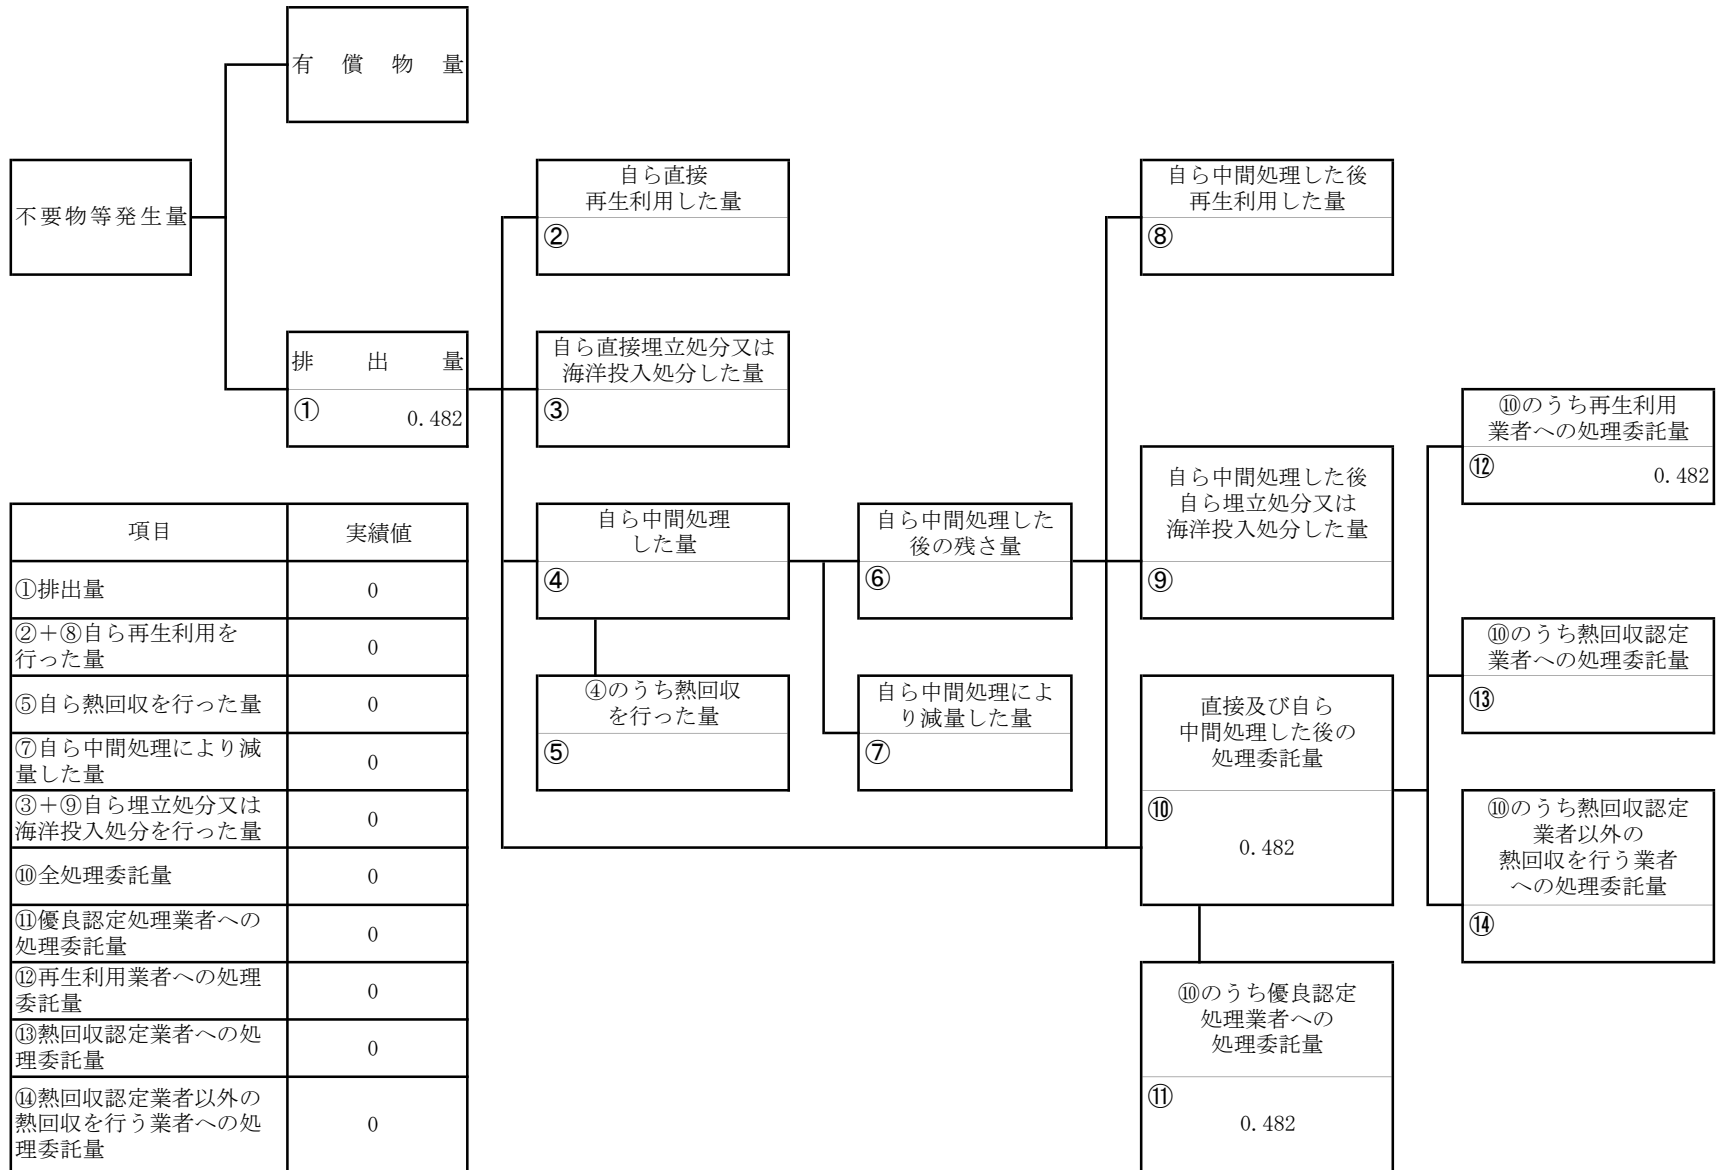 有償物量
不要物等発生量
自ら直接
再生利用した量
②
自ら中間処理した後
再生利用した量
⑧
排出量
①
0.482
自ら直接埋立処分又は
海洋投入処分した量
③
⑩のうち再生利用
業者への処理委託量
⑫
0.482
自ら中間処理
した量
④
自ら中間処理した
後の残さ量
⑥
自ら中間処理した後
自ら埋立処分又は
海洋投入処分した量
⑨
⑩のうち熱回収認定
業者への処理委託量
⑬
④のうち熱回収
を行った量
⑤
自ら中間処理によ
り減量した量
⑦
直接及び自ら
中間処理した後の
処理委託量
⑩
0.482
⑩のうち熱回収認定
業者以外の
熱回収を行う業者
への処理委託量
⑭
⑩のうち優良認定
処理業者への
処理委託量
⑪
0.482
項目 実績値
①排出量 0
②＋⑧自ら再生利用を
行った量 0
⑤自ら熱回収を行った量 0
⑦自ら中間処理により減
量した量 0
③＋⑨自ら埋立処分又は
海洋投入処分を行った量 0
⑩全処理委託量 0
⑪優良認定処理業者への
処理委託量 0
⑫再生利用業者への処理
委託量 0
⑬熱回収認定業者への処
理委託量 0
⑭熱回収認定業者以外の
熱回収を行う業者への処 0
理委託量